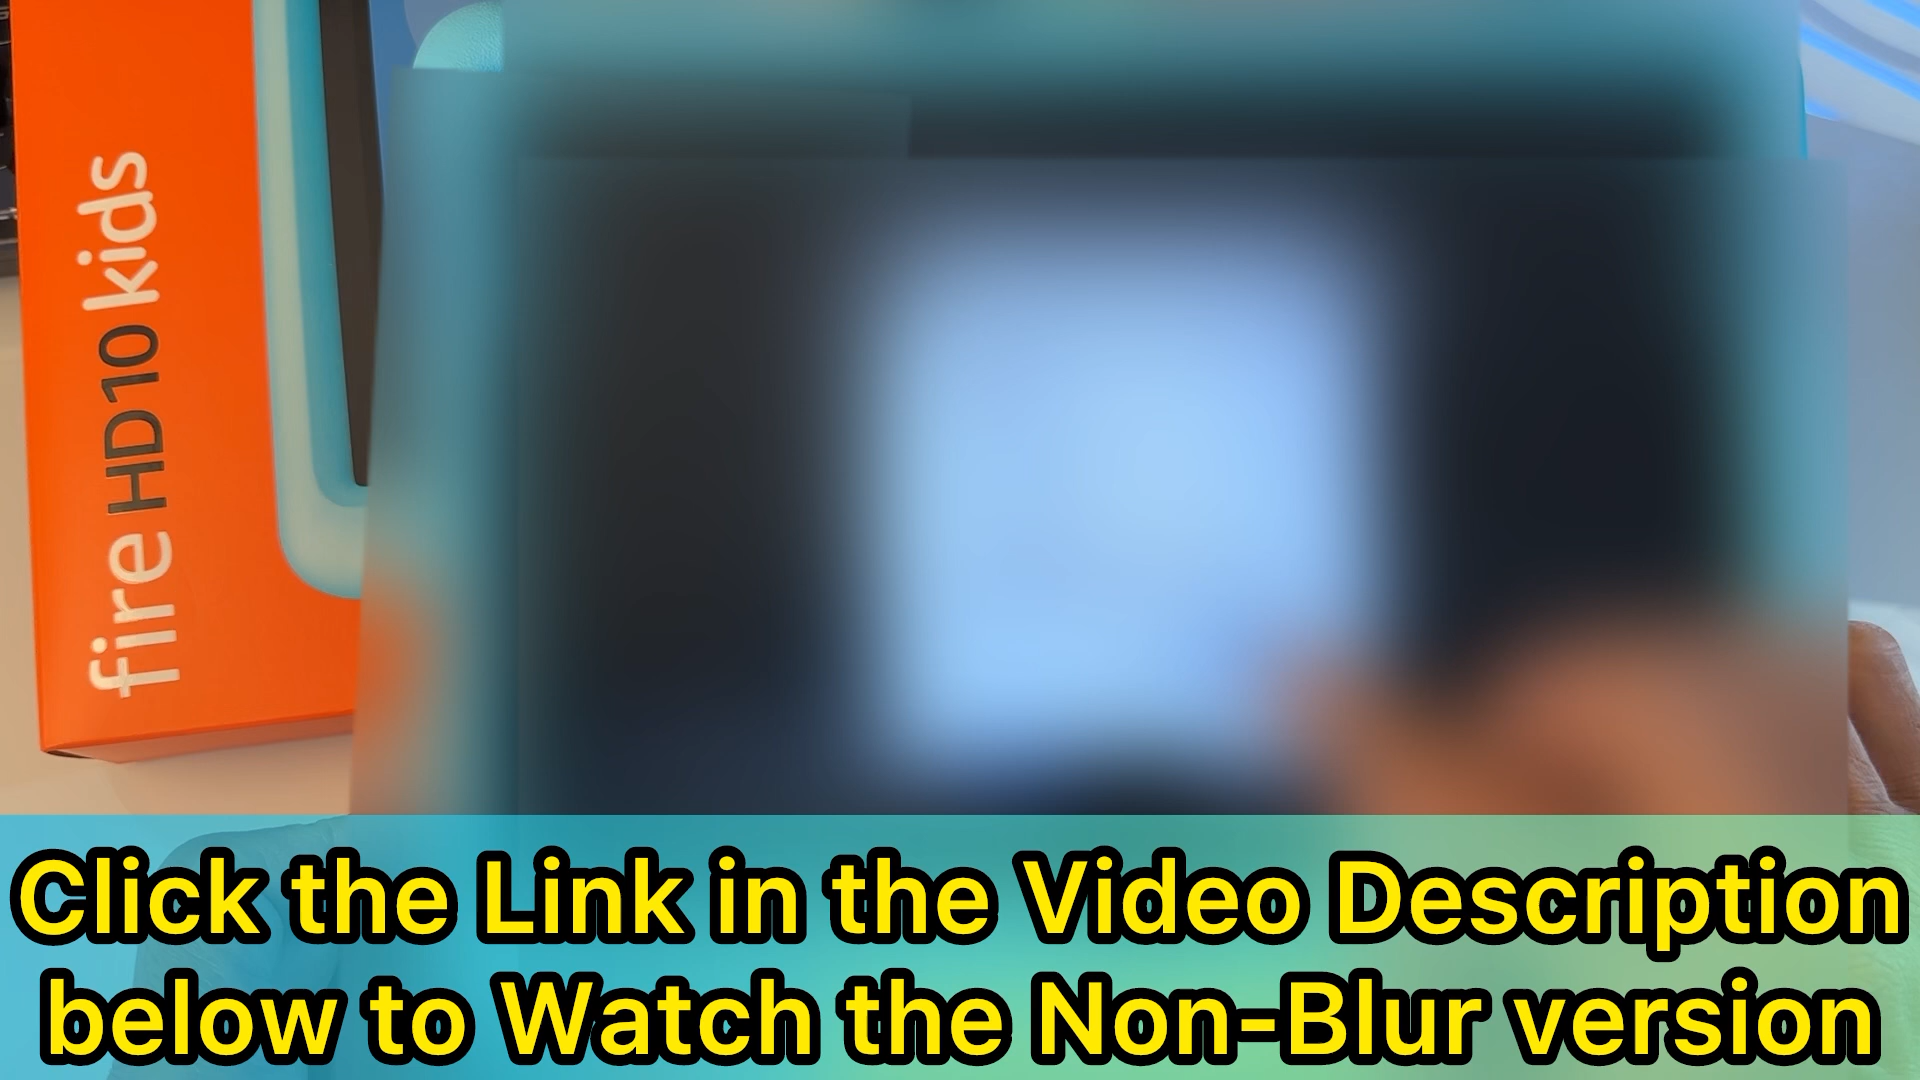 fire HD10 kids
Click the Link in the Video Description
below to Watch the Non-Blur version